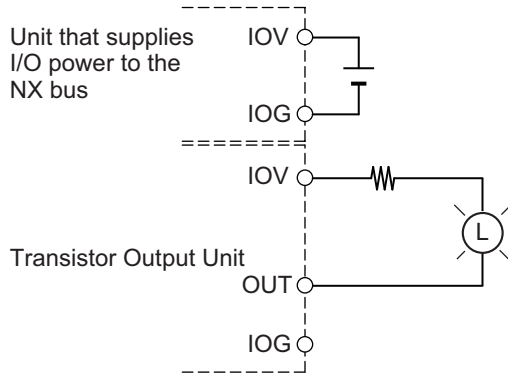 Unit that supplies
I/O power to the
NX bus
IOV
IOG
IOV
L
Transistor Output Unit
OUT
IOG